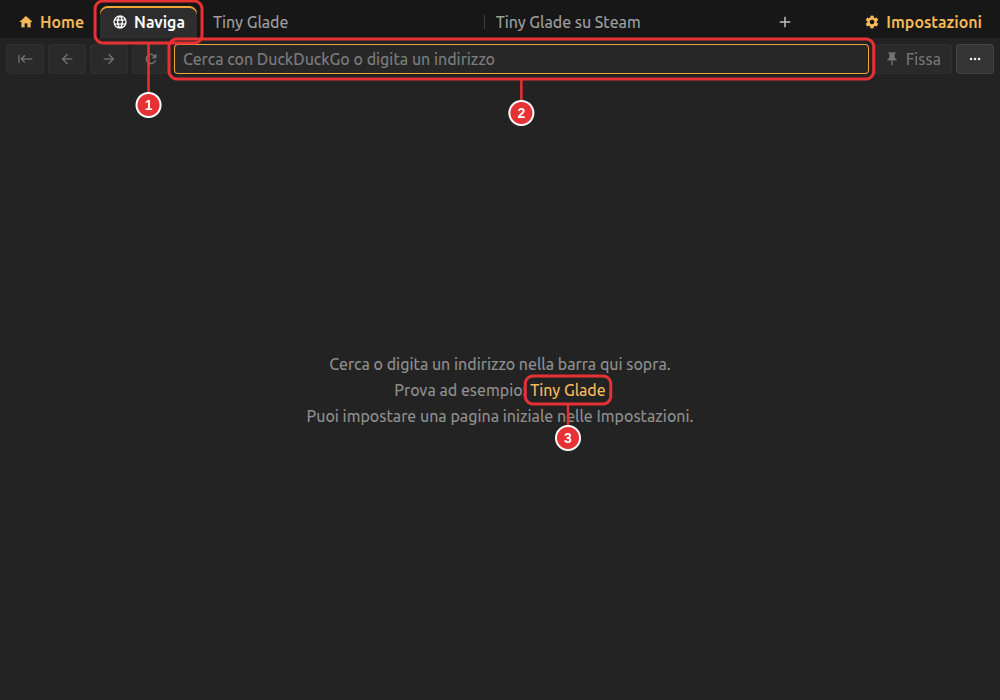 Home Naviga Tiny Glade Tiny Glade su Steam + Impostazioni
Cerca con DuckDuckGo o digita un indirizzo Fissa ...
1
2
Cerca o digita un indirizzo nella barra qui sopra.
Prova ad esempio: Tiny Glade
Puoi impostare una pagina iniziale nelle Impostazioni.
3